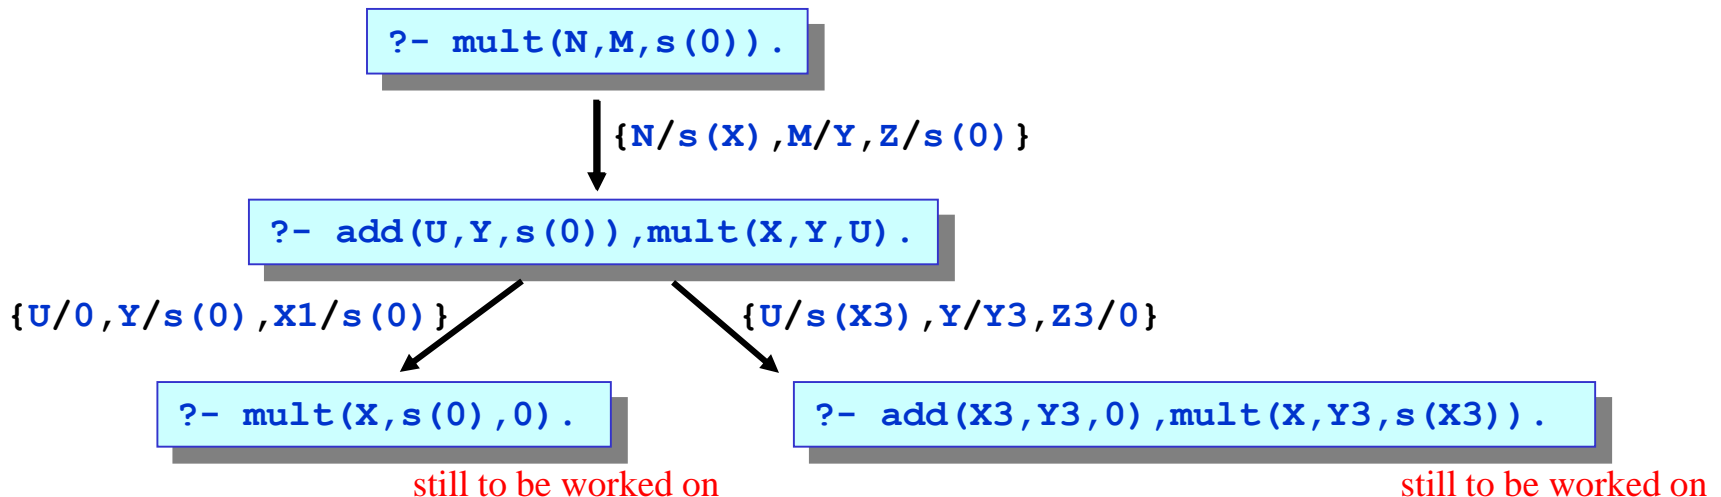 ?- mult(N,M,s(0)).
{N/s(X),M/Y,Z/s(0)}
?- add(U,Y,s(0)),mult(X,Y,U).
{U/0,Y/s(0),X1/s(0)}
{U/s(X3),Y/Y3,Z3/0}
?- mult(X,s(0),0).
?- add(X3,Y3,0),mult(X,Y3,s(X3)).
still to be worked on
still to be worked on